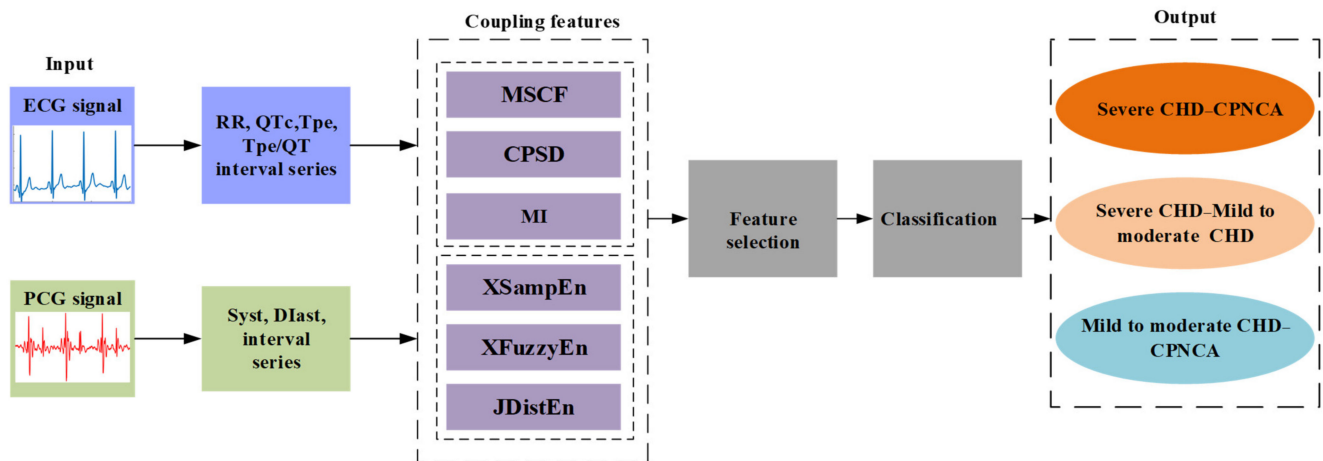 Input
ECG signal
RR, QTc,Tpe,
Tpe/QT
interval series
PCG signal
Syst, DIast,
interval
series
Coupling features
MSCF
CPSD
MI
XSampEn
XFuzzyEn
JDistEn
Feature
selection
Classification
Output
Severe CHD–CPNCA
Severe CHD–Mild to
moderate CHD
Mild to moderate CHD–
CPNCA